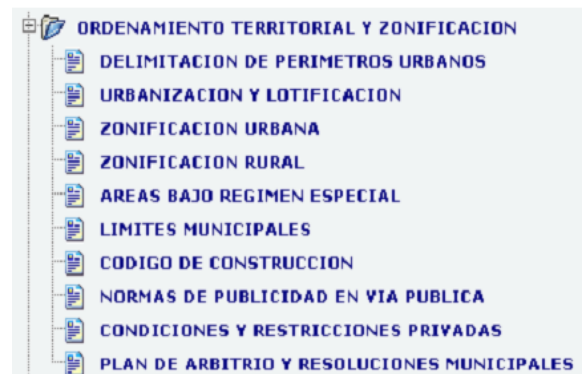 ORDENAMIENTO TERRITORIAL Y ZONIFICACION
DELIMITACION DE PERIMETROS URBANOS
URBANIZACION Y LOTIFICACION
ZONIFICACION URBANA
ZONIFICACION RURAL
AREAS BAJO REGIMEN ESPECIAL
LIMITES MUNICIPALES
CODIGO DE CONSTRUCCION
NORMAS DE PUBLICIDAD EN VIA PUBLICA
CONDICIONES Y RESTRICCIONES PRIVADAS
PLAN DE ARBITRIO Y RESOLUCIONES MUNICIPALES